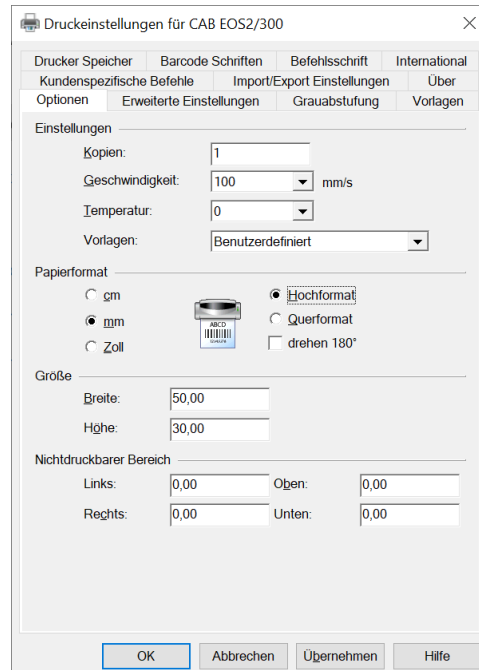 Druckeinstellungen für CAB EOS2/300
Drucker Speicher Barcode Schriften Befehlsschrift International
Kundenspezifische Befehle Import/Export Einstellungen Über
Optionen Erweiterte Einstellungen Grauabstufung Vorlagen
Einstellungen
Kopien: 1
Geschwindigkeit: 100 mm/s
Temperatur: 0
Vorlagen: Benutzerdefiniert
Papierformat
cm Hochformat
mm ABCD Querformat
Zoll drehen 180°
Größe
Breite: 50,00
Höhe: 30,00
Nichtdruckbarer Bereich
Links: 0,00 Oben: 0,00
Rechts: 0,00 Unten: 0,00
OK Abbrechen Übernehmen Hilfe